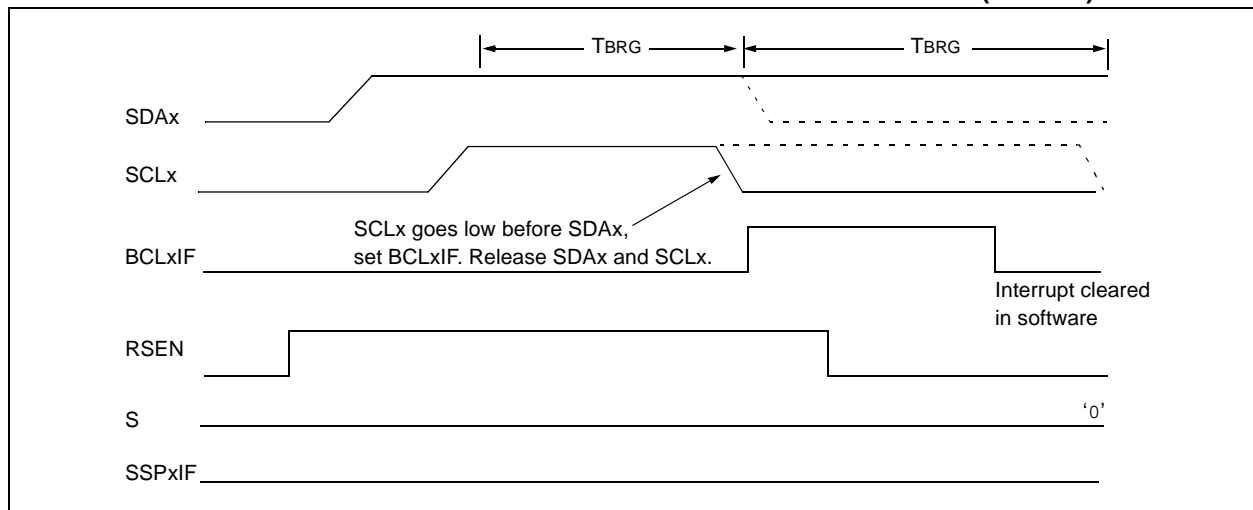 TBRG TBRG
SDAx
SCLx
SCLx goes low before SDAx,
set BCLxIF. Release SDAx and SCLx.
BCLxIF
Interrupt cleared
in software
RSEN
S
‘0’
SSPxIF